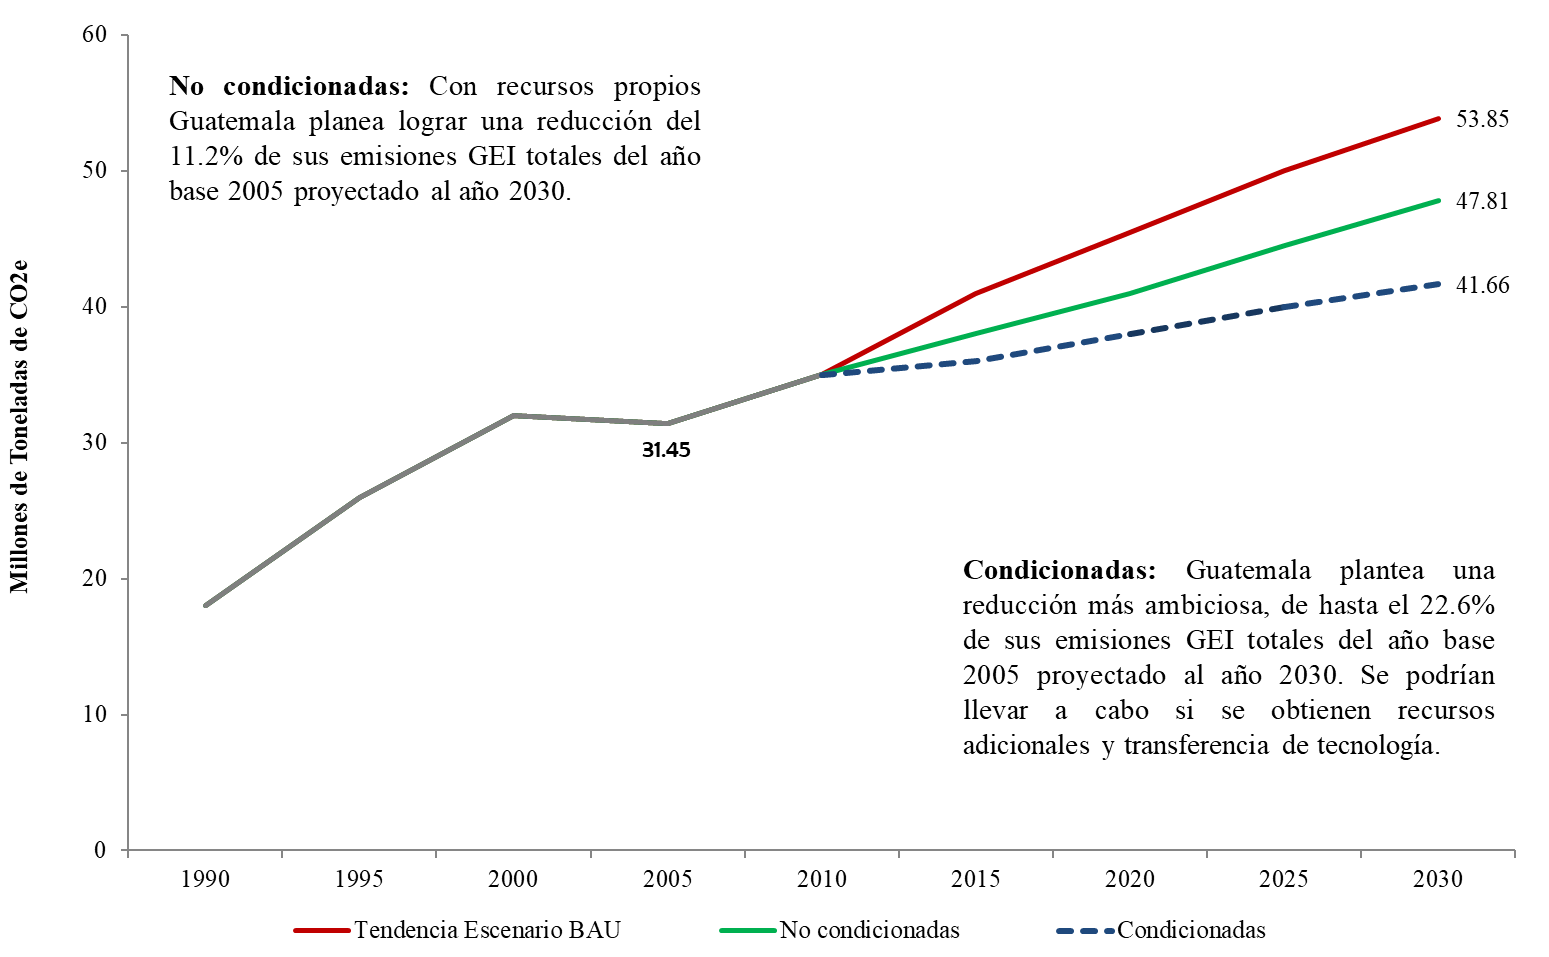 60
50
40
30
20
10
0
Millones de Toneladas de CO2e
No condicionadas: Con recursos propios
Guatemala planea lograr una reducción del
11.2% de sus emisiones GEI totales del año
base 2005 proyectado al año 2030.
53.85
47.81
41.66
31.45
Condicionadas: Guatemala plantea una
reducción más ambiciosa, de hasta el 22.6%
de sus emisiones GEI totales del año base
2005 proyectado al año 2030. Se podrían
llevar a cabo si se obtienen recursos
adicionales y transferencia de tecnología.
1990 1995 2000 2005 2010 2015 2020 2025 2030
Tendencia Escenario BAU No condicionadas Condicionadas